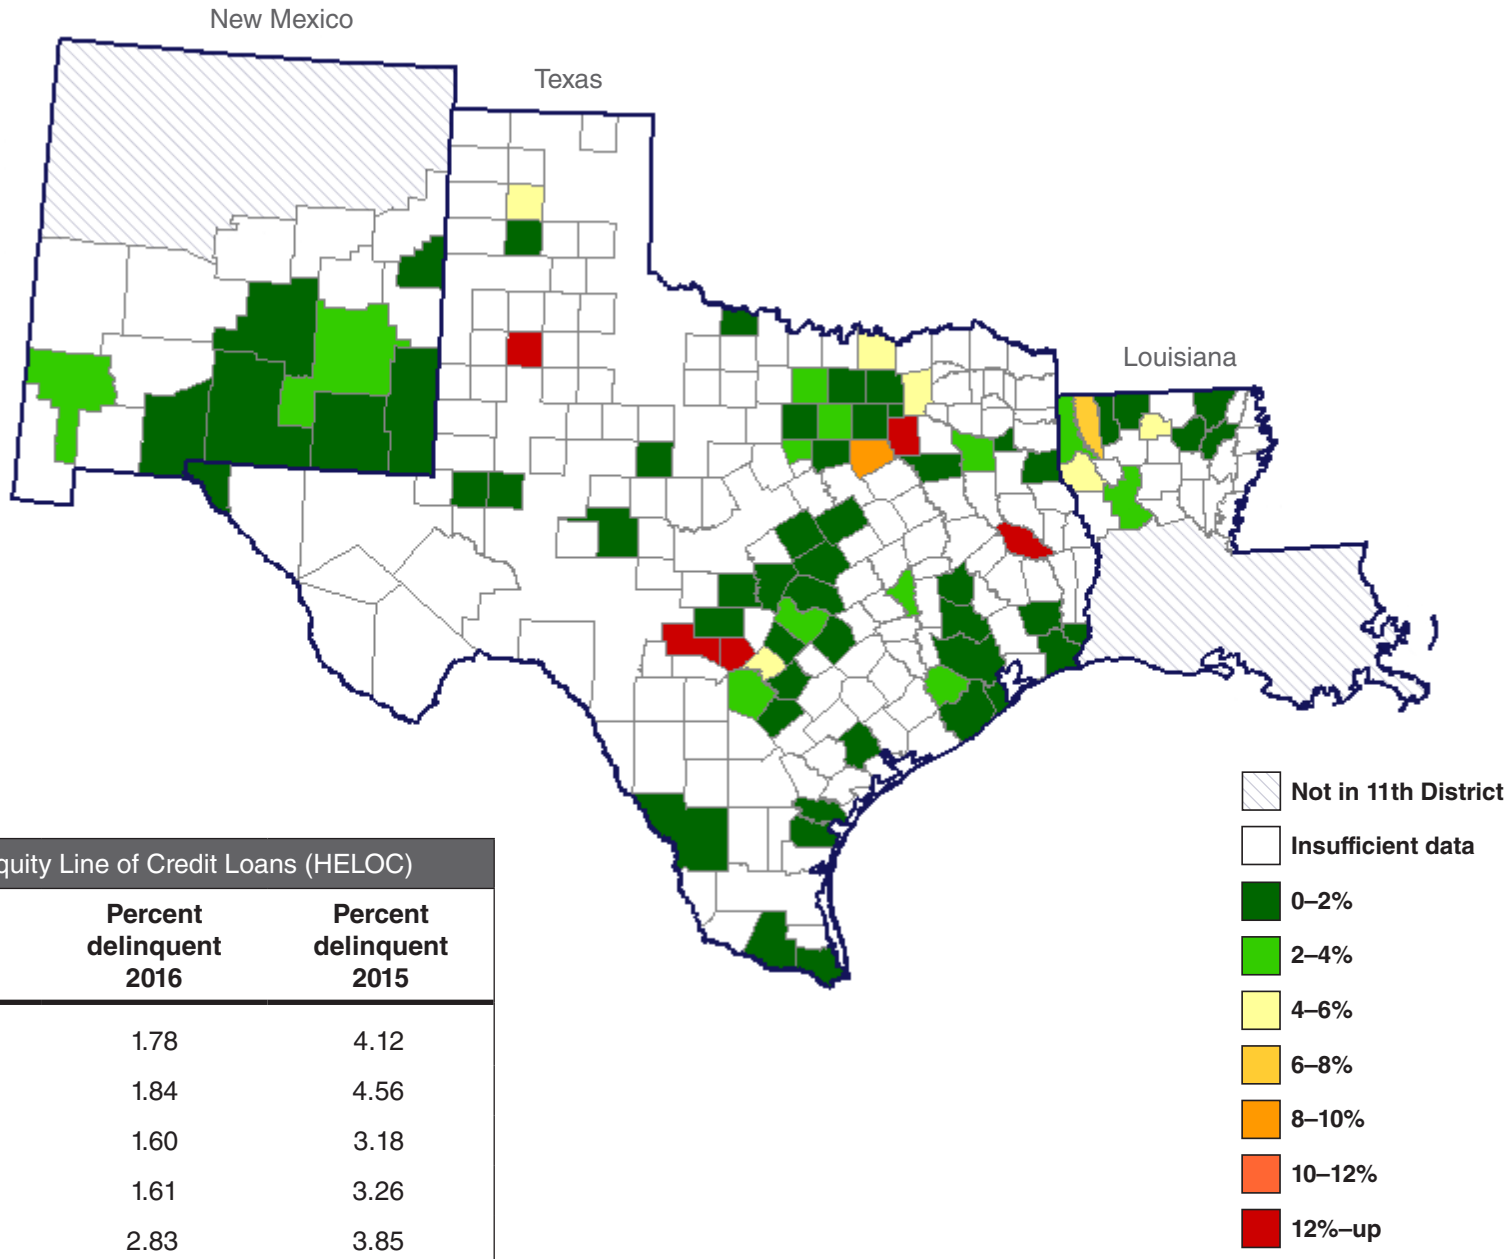 New Mexico
Texas
Louisiana
Not in 11th District
Insufficient data
0–2%
2–4%
4–6%
6–8%
8–10%
10–12%
12%–up
quity Line of Credit Loans (HELOC)
Percent delinquent 2016
Percent delinquent 2015
1.78 4.12
1.84 4.56
1.60 3.18
1.61 3.26
2.83 3.85